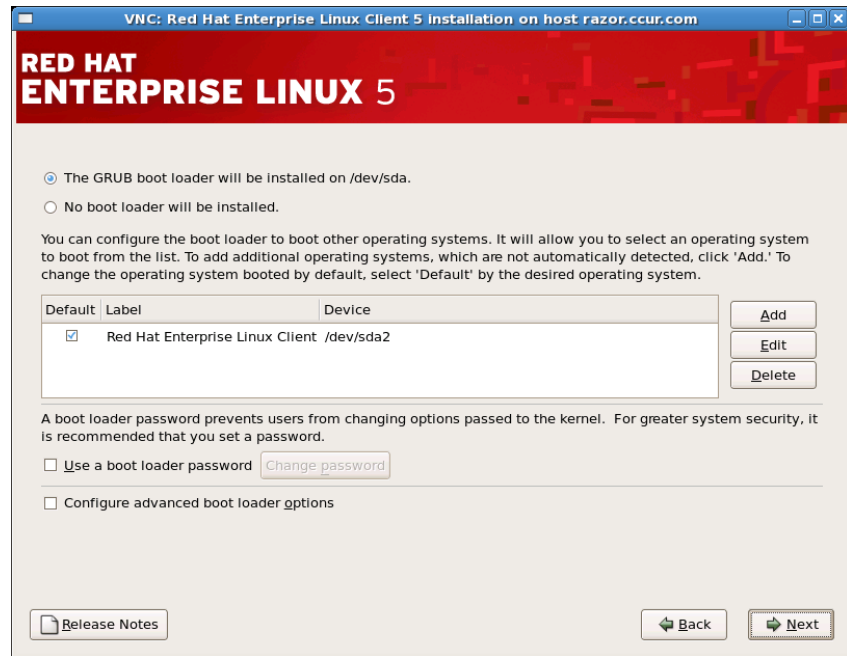 VNC: Red Hat Enterprise Linux Client 5 installation on host razor.ccur.com
RED HAT
ENTERPRISE LINUX 5
The GRUB boot loader will be installed on /dev/sda.
No boot loader will be installed.
You can configure the boot loader to boot other operating systems. It will allow you to select an operating system
to boot from the list. To add additional operating systems, which are not automatically detected, click 'Add.' To
change the operating system booted by default, select 'Default' by the desired operating system.
Default Label Device
Red Hat Enterprise Linux Client /dev/sda2
Add
Edit
Delete
A boot loader password prevents users from changing options passed to the kernel. For greater system security, it
is recommended that you set a password.
Use a boot loader password Change password
Configure advanced boot loader options
Release Notes Back Next